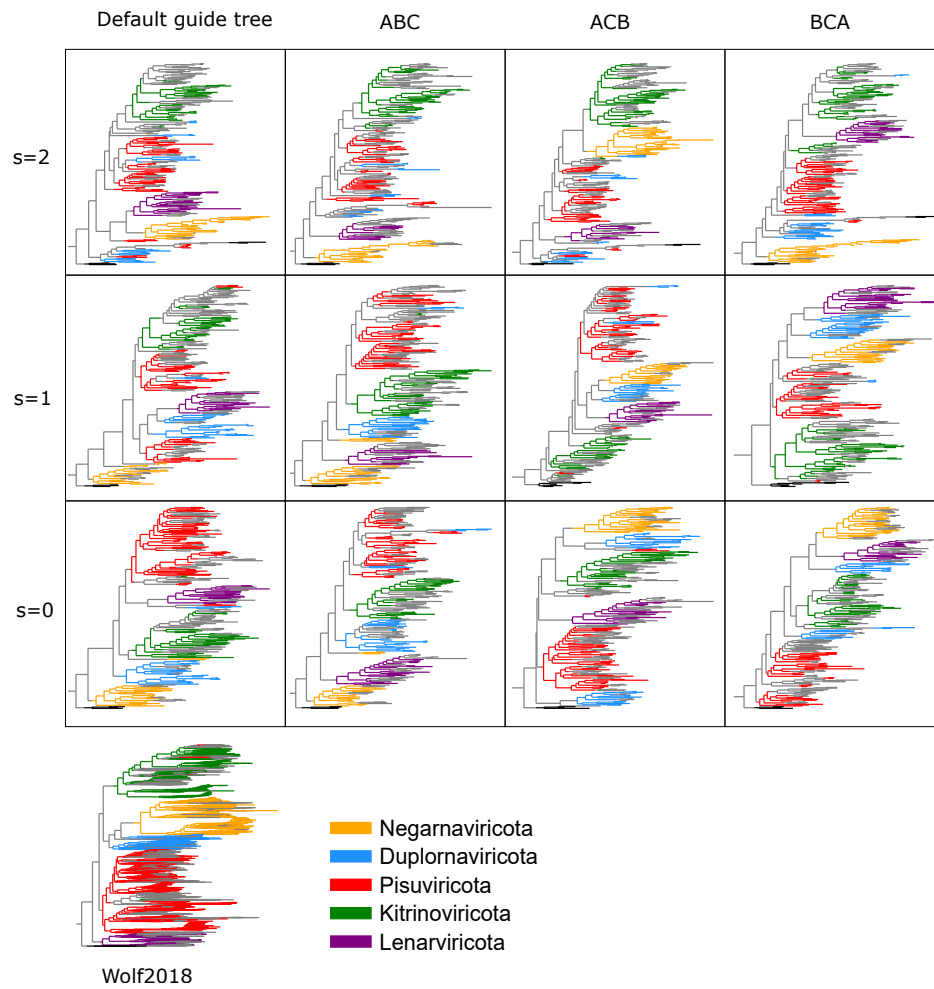 Default guide tree ABC ACB BCA
s=2
s=1
s=0
Negarnaviricota
Duplornaviricota
Pisuviricota
Kitrinoviricota
Lenarviricota
Wolf2018